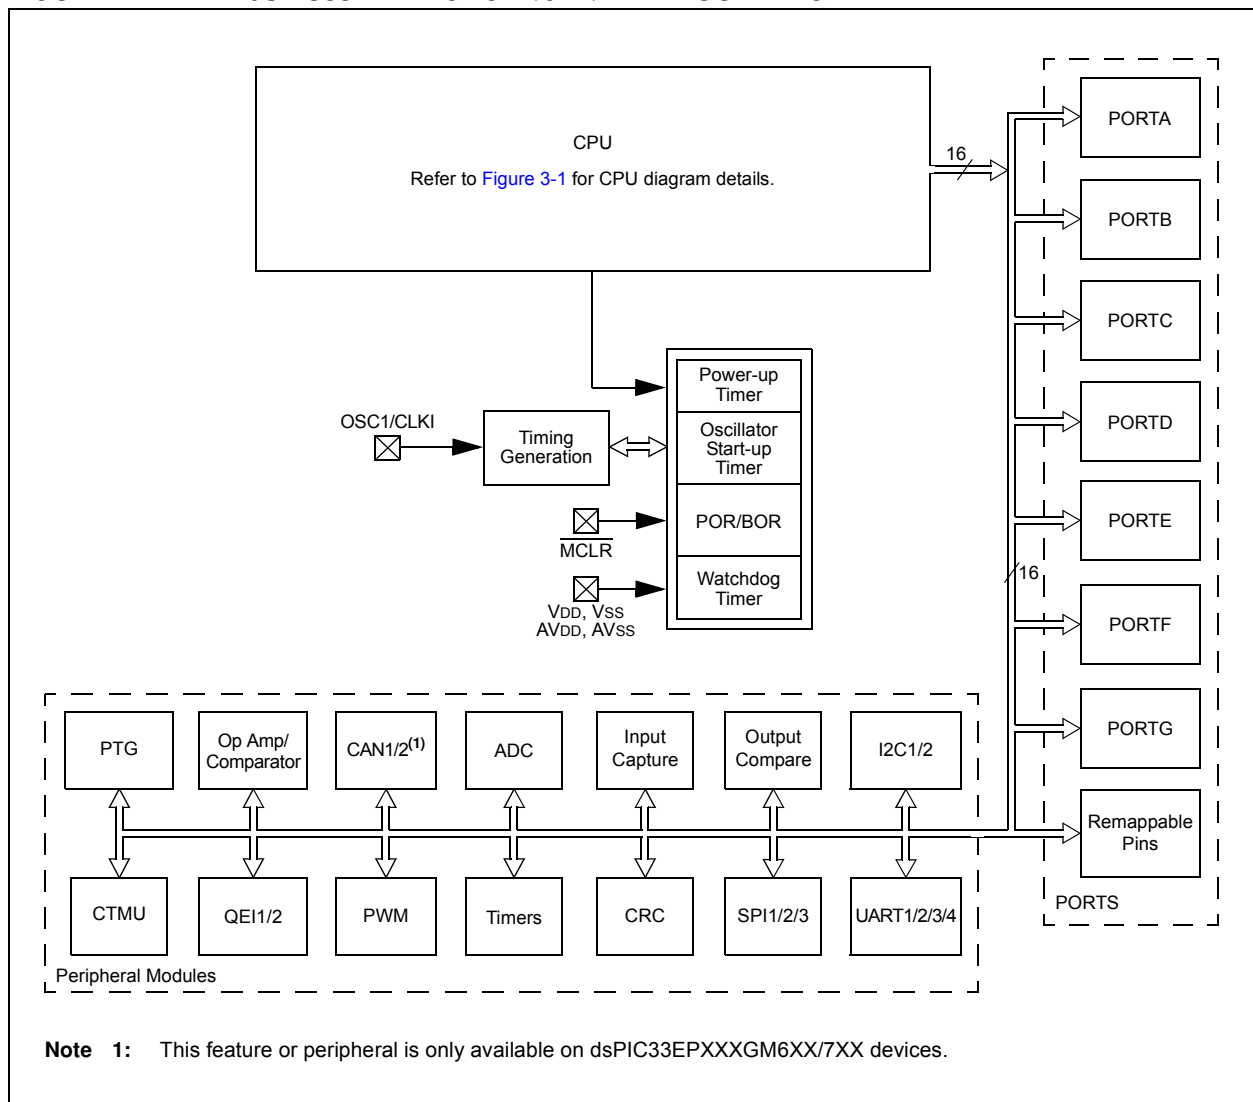 CPU
Refer to Figure 3-1 for CPU diagram details.
16
PORTA
PORTB
PORTC
PORTD
PORTE
16
PORTF
PORTG
Remappable
Pins
PORTS
Power-up
Timer
OSC1/CLKI
Timing
Generation
Oscillator
Start-up
Timer
POR/BOR
MCLR
Watchdog
Timer
VDD, VSS
AVDD, AVSS
PTG
Op Amp/
Comparator
CAN1/2(1)
ADC
Input
Capture
Output
Compare
I2C1/2
CTMU
QEI1/2
PWM
Timers
CRC
SPI1/2/3
UART1/2/3/4
Peripheral Modules
Note 1: This feature or peripheral is only available on dsPIC33EPXXXGM6XX/7XX devices.